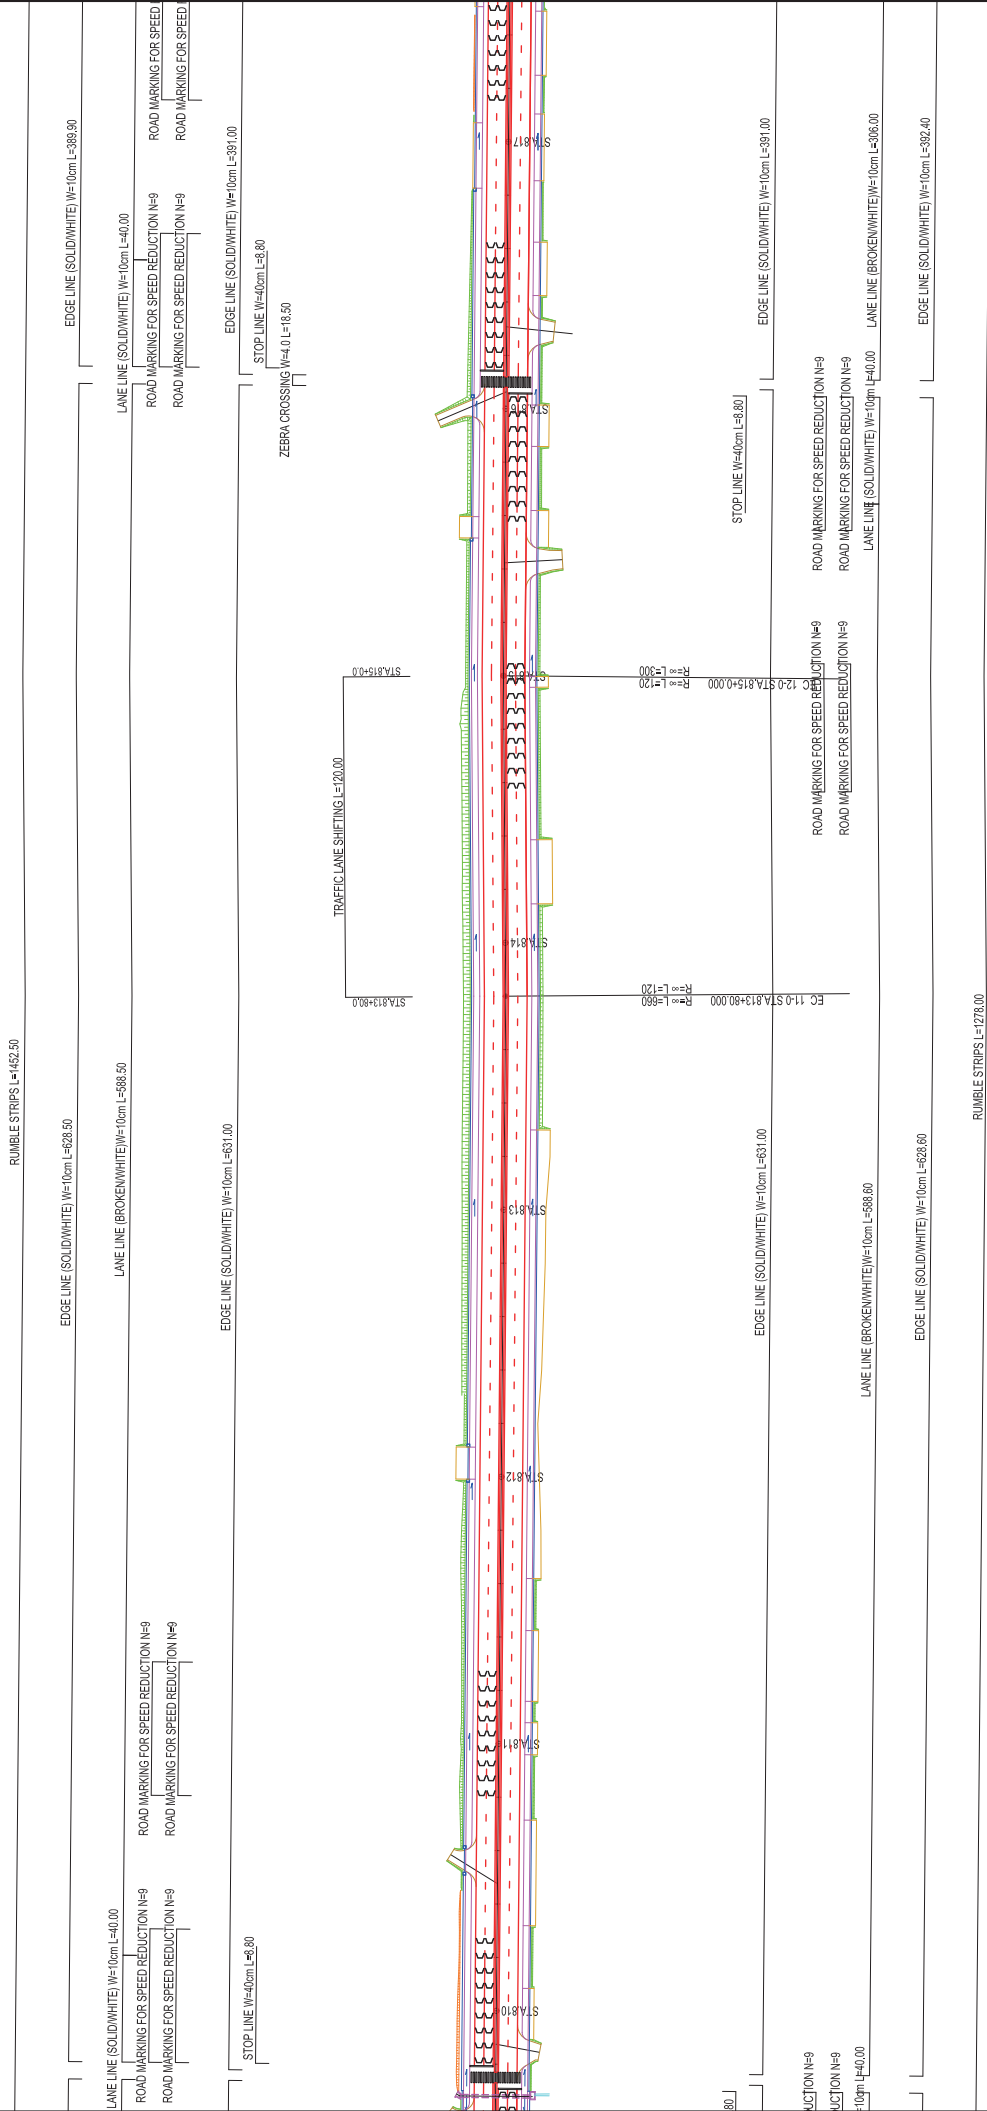 RUMBLE STRIPS L=1452.50
EDGE LINE (SOLID/WHITE) W=10cm L=389.90
EDGE LINE (SOLID/WHITE) W=10cm L=628.50
LANE LINE (SOLID/WHITE) W=10cm L=40.00
LANE LINE (BROKEN/WHITE)W=10cm L=588.50
LANE LINE (SOLID/WHITE) W=10cm L=40.00
ROAD MARKING FOR SPEED
ROAD MARKING FOR SPEED
ROAD MARKING FOR SPEED REDUCTION N=9
ROAD MARKING FOR SPEED REDUCTION N=9
ROAD MARKING FOR SPEED REDUCTION N=9
ROAD MARKING FOR SPEED REDUCTION N=9
ROAD MARKING FOR SPEED REDUCTION N=9
ROAD MARKING FOR SPEED REDUCTION N=9
EDGE LINE (SOLID/WHITE) W=10cm L=391.00
EDGE LINE (SOLID/WHITE) W=10cm L=631.00
STOP LINE W=40cm L=8.80
STOP LINE W=40cm L=8.80
ZEBRA CROSSING W=4.0 L=18.50
TRAFFIC LANE SHIFTING L=120.00
STA.815+0.0
STA.813+80.0
STA.817
STA.816
STA.815
STA.814
STA.813
STA.812
STA.811
STA.810
R=∞ L=300
R=∞ L=120
EC 12-0 STA.815+0.000
R=∞ L=120
R=∞ L=660
EC 11-0 STA.813+80.000
STOP LINE W=40cm L=8.80
80
EDGE LINE (SOLID/WHITE) W=10cm L=391.00
EDGE LINE (SOLID/WHITE) W=10cm L=631.00
ROAD MARKING FOR SPEED REDUCTION N=9
ROAD MARKING FOR SPEED REDUCTION N=9
ROAD MARKING FOR SPEED REDUCTION N=9
ROAD MARKING FOR SPEED REDUCTION N=9
UCTION N=9
UCTION N=9
LANE LINE (BROKEN/WHITE)W=10cm L=306.00
LANE LINE (SOLID/WHITE) W=10cm L=40.00
LANE LINE (BROKEN/WHITE)W=10cm L=588.60
=10cm L=40.00
EDGE LINE (SOLID/WHITE) W=10cm L=392.40
EDGE LINE (SOLID/WHITE) W=10cm L=628.60
RUMBLE STRIPS L=1278.00